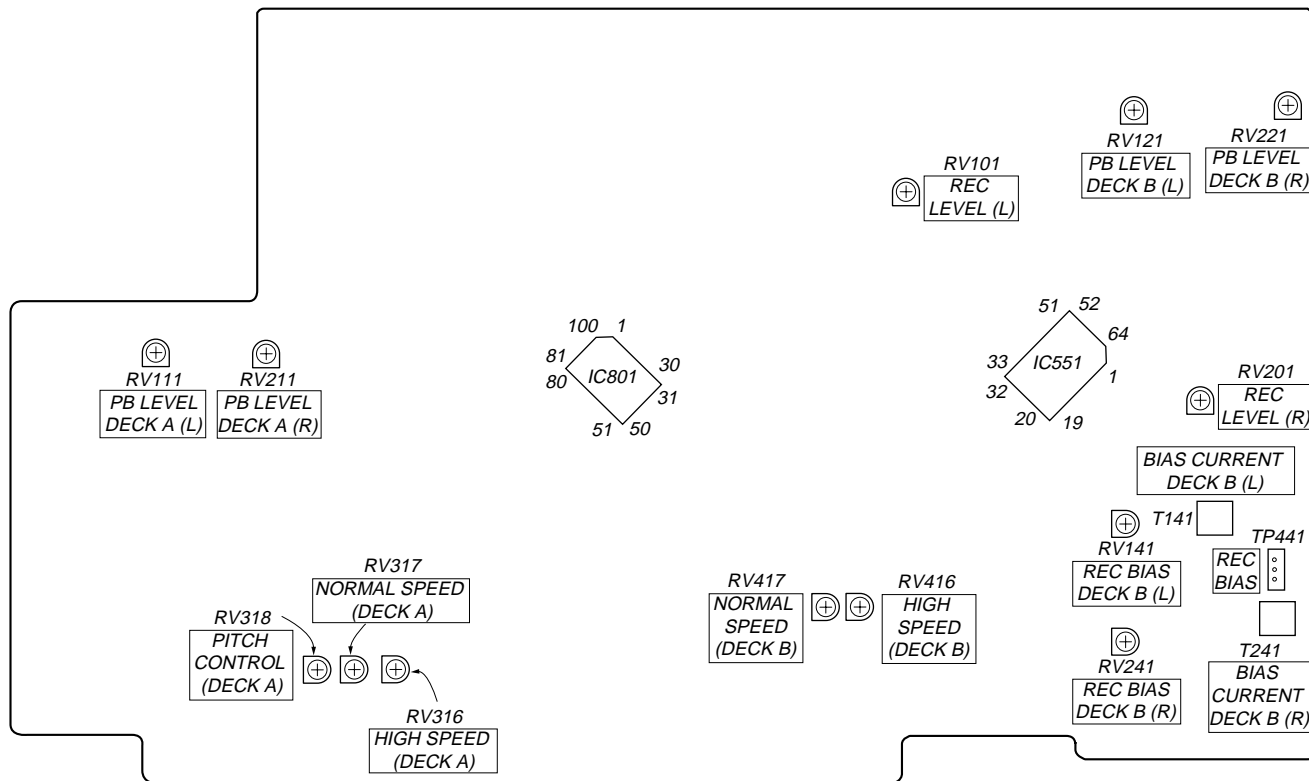 RV121
PB LEVEL
DECK B (L)
RV221
PB LEVEL
DECK B (R)
RV101
REC
LEVEL (L)
RV111
PB LEVEL
DECK A (L)
RV211
PB LEVEL
DECK A (R)
100
1
81
80
30
31
IC801
51
50
51
52
64
33
32
1
IC551
20
19
RV201
REC
LEVEL (R)
BIAS CURRENT
DECK B (L)
T141
TP441
REC
BIAS
RV141
REC BIAS
DECK B (L)
RV317
NORMAL SPEED
(DECK A)
RV318
PITCH
CONTROL
(DECK A)
RV316
HIGH SPEED
(DECK A)
RV417
NORMAL
SPEED
(DECK B)
RV416
HIGH
SPEED
(DECK B)
RV241
REC BIAS
DECK B (R)
T241
BIAS
CURRENT
DECK B (R)